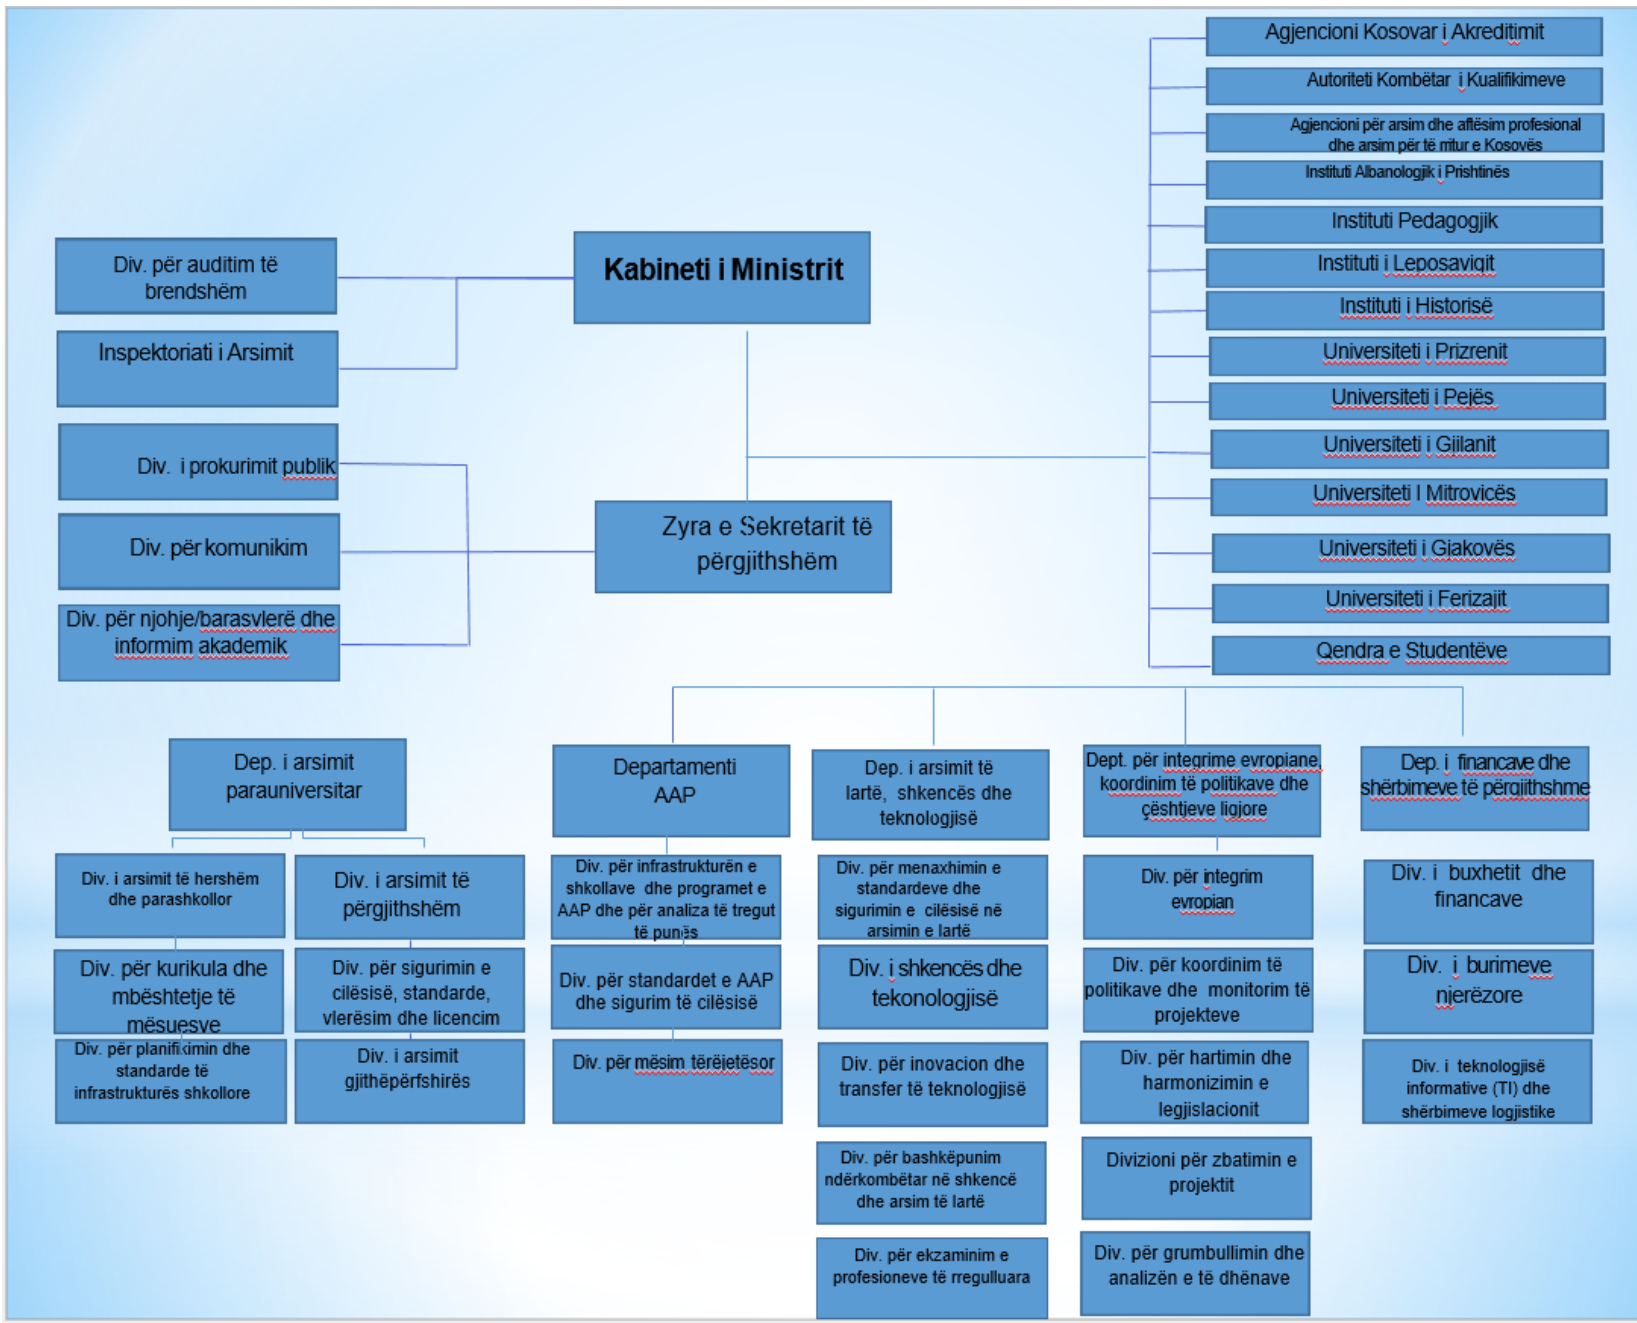 Agjencioni Kosovar i Akreditimit
Autoriteti Kombëtar i Kualifikimeve
Agjencioni për arsim dhe aftësim profesional
dhe arsim për të rritur e Kosovës
Instituti Albanologjik i Prishtinës
Instituti Pedagogjik
Instituti i Leposaviqit
Instituti i Historisë
Universiteti i Prizrenit
Universiteti i Pejës
Universiteti i Gjilanit
Universiteti I Mitrovicës
Universiteti i Gjakovës
Universiteti i Ferizajit
Qendra e Studentëve
Kabineti i Ministrit
Div. për auditim të
brendshëm
Inspektoriati i Arsimit
Div. i prokurimit publik
Div. për komunikim
Div. për njohje/barasvlerë dhe
informim akademik
Zyra e Sekretarit të
përgjithshëm
Dep. i arsimit
parauniversitar
Departamenti
AAP
Dep. i arsimit të
lartë, shkencës dhe
teknologjisë
Dept. për integrime evropiane,
koordinim të politikave dhe
çështjeve ligjore
Dep. i financave dhe
shërbimeve të përgjithshme
Div. i arsimit të hershëm
dhe parashkollor
Div. për kurikula dhe
mbështetje të
mësuesve
Div. për planifikimin dhe
standarde të
infrastrukturës shkollore
Div. i arsimit të
përgjithshëm
Div. për sigurimin e
cilësisë, standarde,
vlerësim dhe licencim
Div. i arsimit
gjithëpërfshirës
Div. për infrastrukturën e
shkollave dhe programet e
AAP dhe për analiza të tregut
të punës
Div. për standardet e AAP
dhe sigurim të cilësisë
Div. për mësim tërëjetësor
Div. për menaxhimin e
standardeve dhe
sigurimin e cilësisë në
arsimin e lartë
Div. i shkencës dhe
tekonologjisë
Div. për inovacion dhe
transfer të teknologjisë
Div. për bashkëpunim
ndërkombëtar në shkencë
dhe arsim të lartë
Div. për ekzaminim e
profesioneve të rregulluara
Div. për integrim
evropian
Div. për koordinim të
politikave dhe monitorim të
projekteve
Div. për hartimin dhe
harmonizimin e
legjislacionit
Divizioni për zbatimin e
projektit
Div. për grumbullimin dhe
analizën e të dhënave
Div. i buxhetit dhe
financave
Div. i burimeve
njerëzore
Div. i teknologjisë
informative (TI) dhe
shërbimeve logjistike